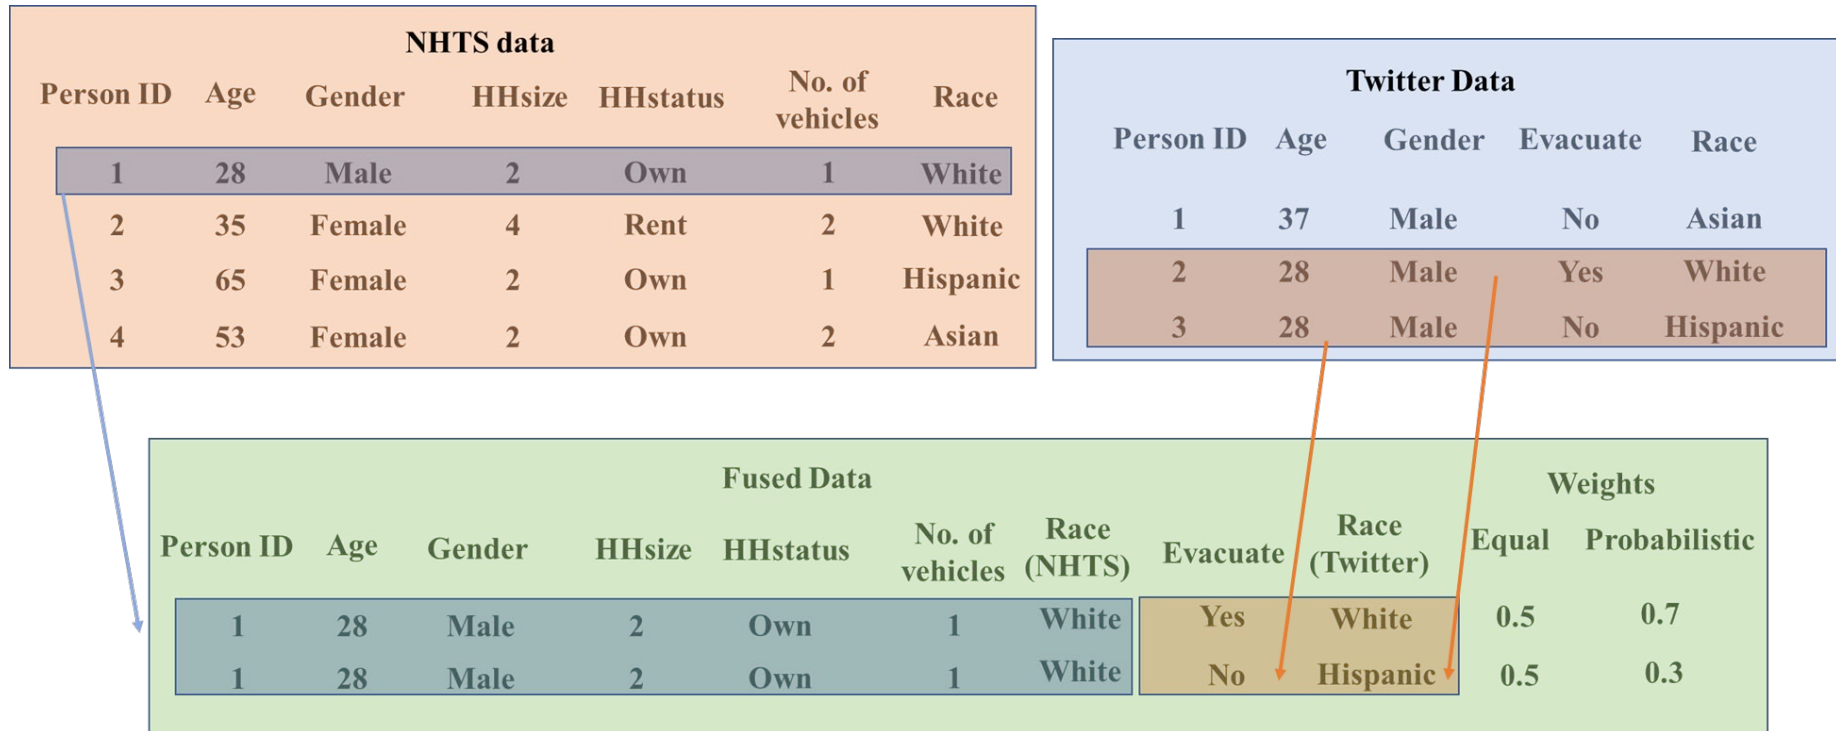 NHTS data
Person ID Age Gender HHsize HHstatus No. of vehicles Race
1 28 Male 2 Own 1 White
2 35 Female 4 Rent 2 White
3 65 Female 2 Own 1 Hispanic
4 53 Female 2 Own 2 Asian
Twitter Data
Person ID Age Gender Evacuate Race
1 37 Male No Asian
2 28 Male Yes White
3 28 Male No Hispanic
Fused Data
Weights
Person ID Age Gender HHsize HHstatus No. of vehicles Race (NHTS) Evacuate Race (Twitter) Equal Probabilistic
1 28 Male 2 Own 1 White Yes White 0.5 0.7
1 28 Male 2 Own 1 White No Hispanic 0.5 0.3